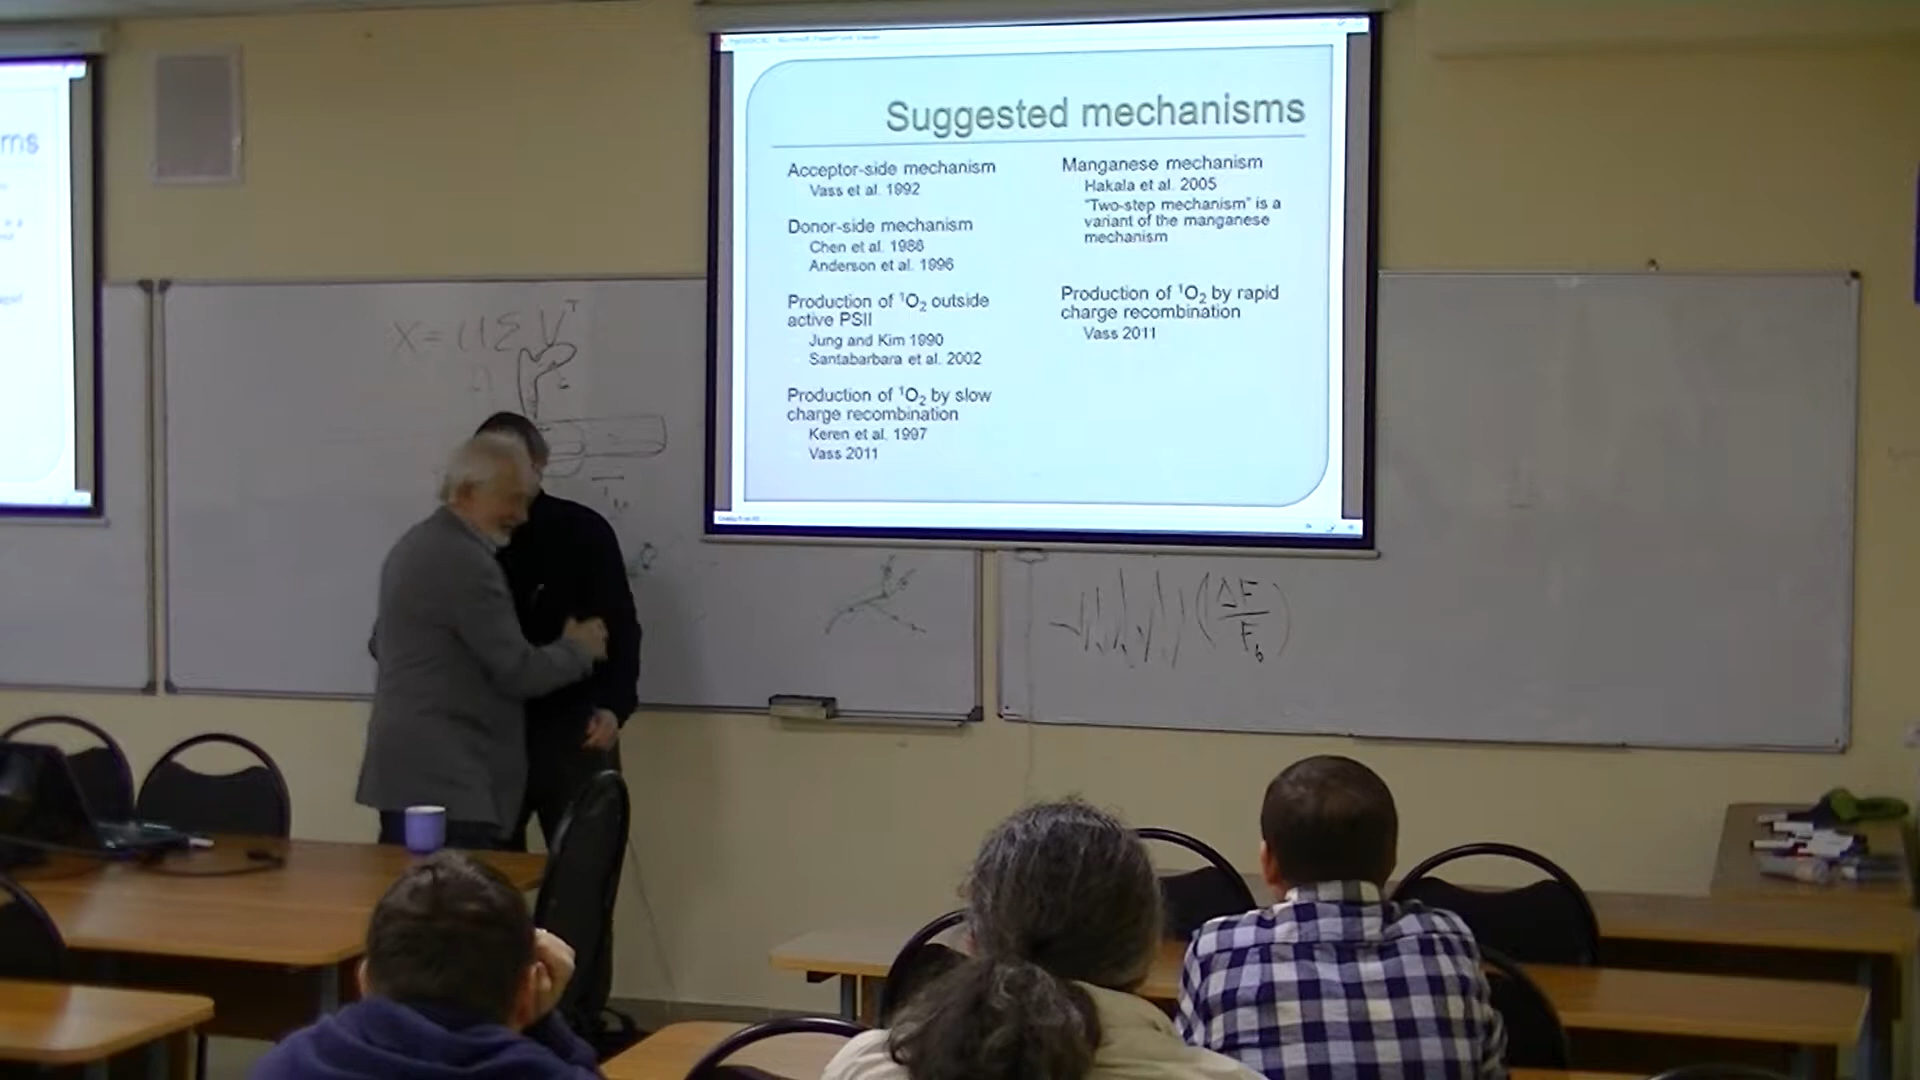 Suggested mechanisms
Acceptor-side mechanism
Vass et al. 1992
Donor-side mechanism
Chen et al. 1988
Anderson et al. 1996
Production of ¹O₂ outside
active PSII
Jung and Kim 1990
Santabarbara et al. 2002
Production of ¹O₂ by slow
charge recombination
Keren et al. 1997
Vass 2011
Manganese mechanism
Hakala et al. 2005
"Two-step mechanism" is a
variant of the manganese
mechanism
Production of ¹O₂ by rapid
charge recombination
Vass 2011
ms
X = UΣV^T
(ΔF/F₀)